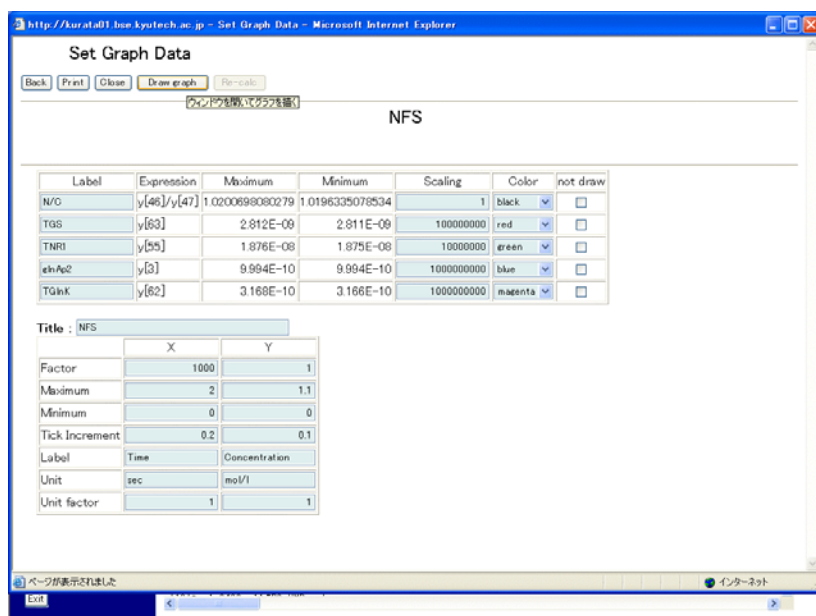 http://kurata01.bse.kyutech.ac.jp - Set Graph Data - Microsoft Internet Explorer
Set Graph Data
Back Print Close Draw graph Re-calc
ウィンドウを開いてグラフを描く
NFS
Label Expression Maximum Minimum Scaling Color not draw
N/C y[46]/y[47] 1.0200698080279 1.0196335078534 1 black
TGS y[63] 2.812E-09 2.811E-09 100000000 red
TNRI y[55] 1.876E-08 1.875E-08 10000000 green
glnAp2 y[3] 9.994E-10 9.994E-10 1000000000 blue
TGlnK y[62] 3.168E-10 3.166E-10 1000000000 magenta
Title : NFS
X Y
Factor 1000 1
Maximum 2 1.1
Minimum 0 0
Tick Increment 0.2 0.1
Label Time Concentration
Unit sec mol/l
Unit factor 1 1
ページが表示されました インターネット
Exit